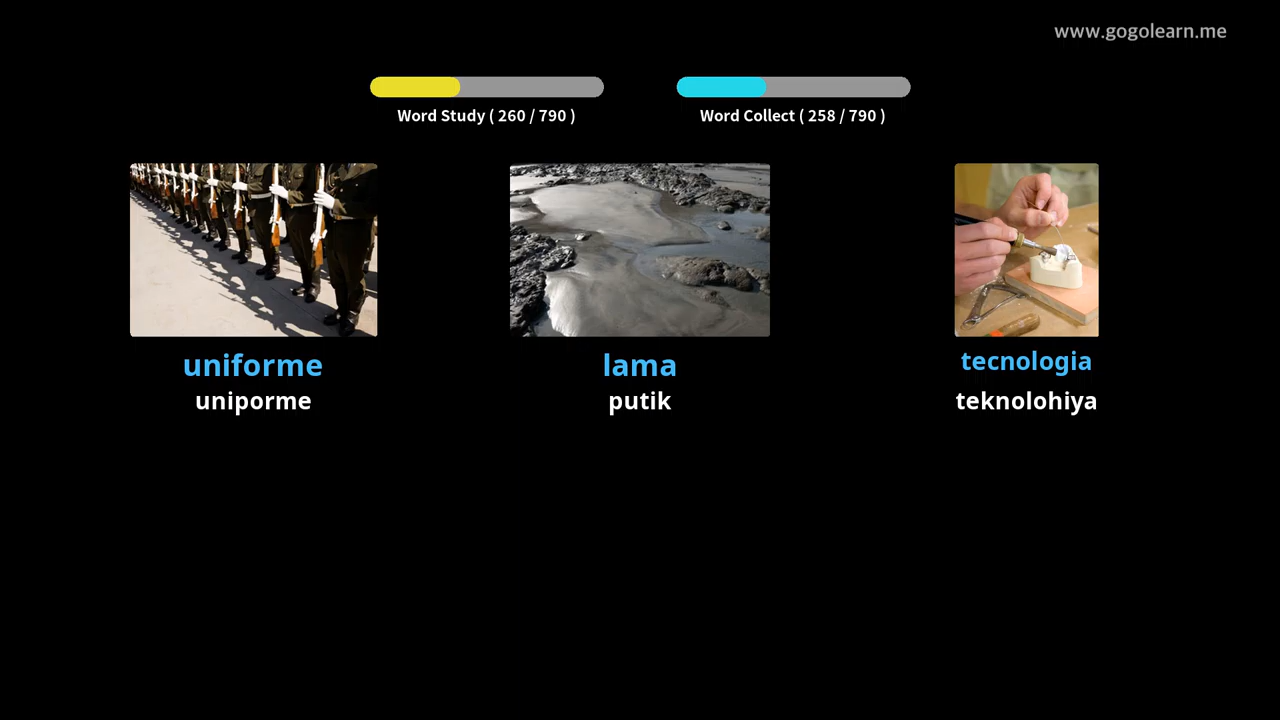 www.gogolearn.me
Word Study ( 260 / 790 )
Word Collect ( 258 / 790 )
uniforme
uniporme
lama
putik
tecnologia
teknolohiya